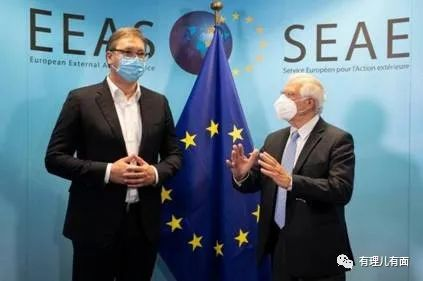 EEAS
European External Action Service
SEAE
Service Européen pour l'Action extérieure
有理儿有面